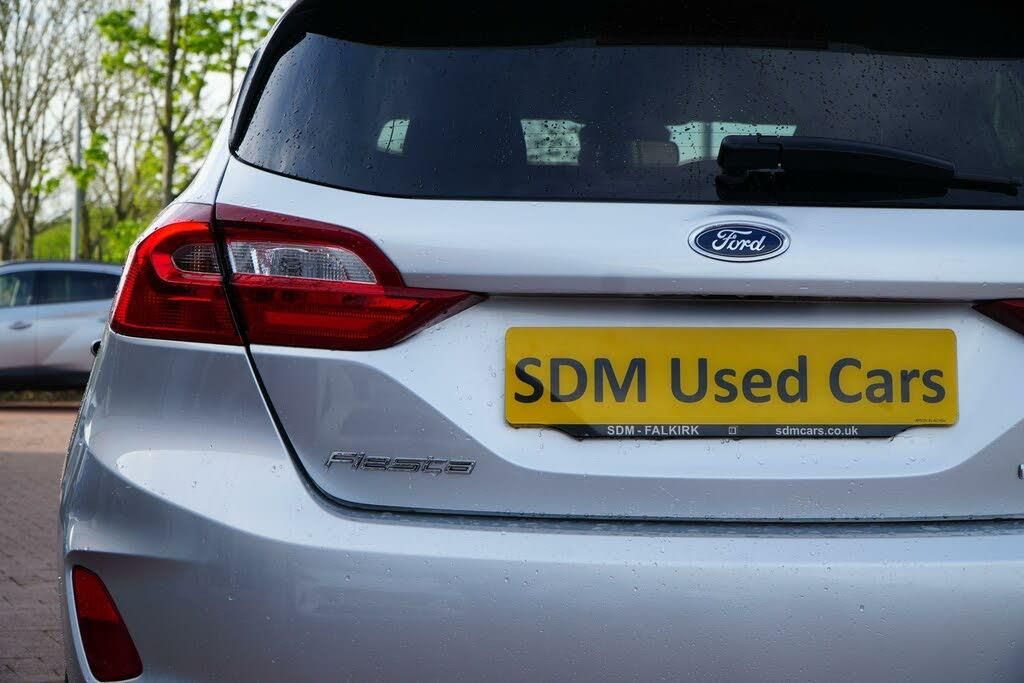 Ford
SDM Used Cars
SDM - FALKIRK sdmcars.co.uk
Fiesta